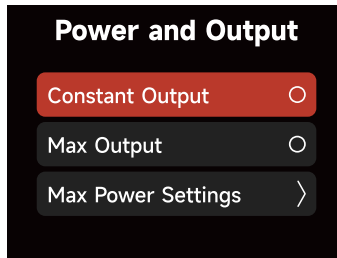 Power and Output
Constant Output
Max Output
Max Power Settings